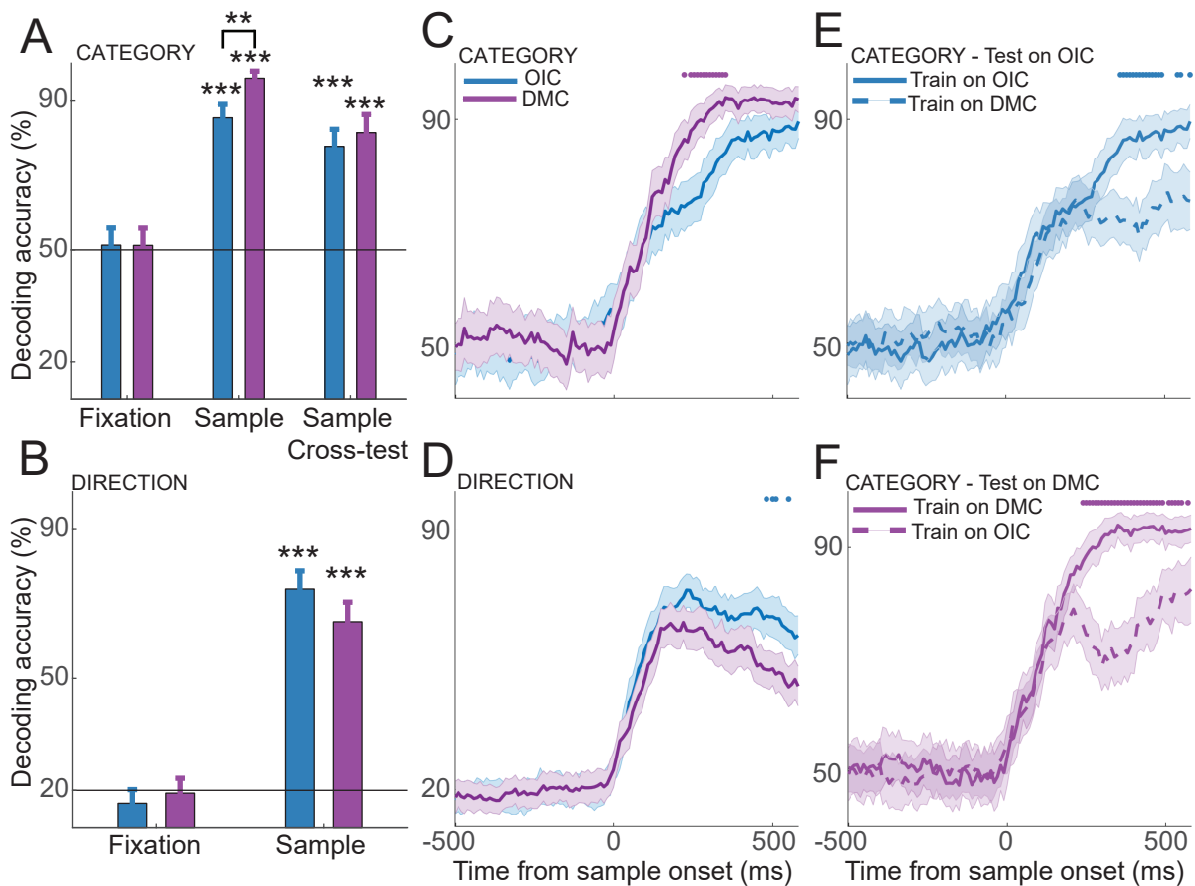 A
CATEGORY
Decoding accuracy (%)
90
50
20
**
***
***
***
***
Fixation
Sample
Sample
Cross-test
B
DIRECTION
Decoding accuracy (%)
90
50
20
***
***
Fixation
Sample
C
CATEGORY
OIC
DMC
90
50
D
DIRECTION
90
20
-500
0
500
Time from sample onset (ms)
E
CATEGORY - Test on OIC
Train on OIC
Train on DMC
90
50
F
CATEGORY - Test on DMC
Train on DMC
Train on OIC
90
50
-500
0
500
Time from sample onset (ms)